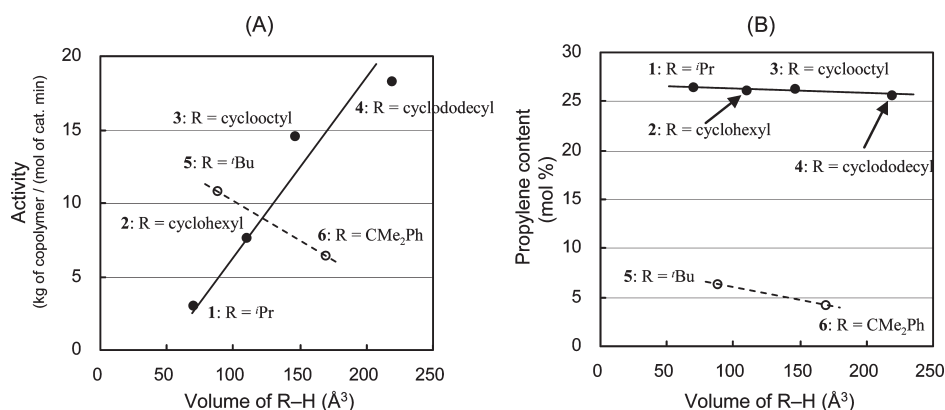 (A)
Activity
(kg of copolymer / (mol of cat. min)
20
15
10
5
0
4: R = cyclododecyl
3: R = cyclooctyl
5: R = ᵗBu
2: R = cyclohexyl
6: R = CMe₂Ph
1: R = ⁱPr
0 50 100 150 200 250
Volume of R–H (Å³)
(B)
Propylene content
(mol %)
30
25
20
15
10
5
0
1: R = ⁱPr
3: R = cyclooctyl
2: R = cyclohexyl
4: R = cyclododecyl
5: R = ᵗBu
6: R = CMe₂Ph
0 50 100 150 200 250
Volume of R–H (Å³)